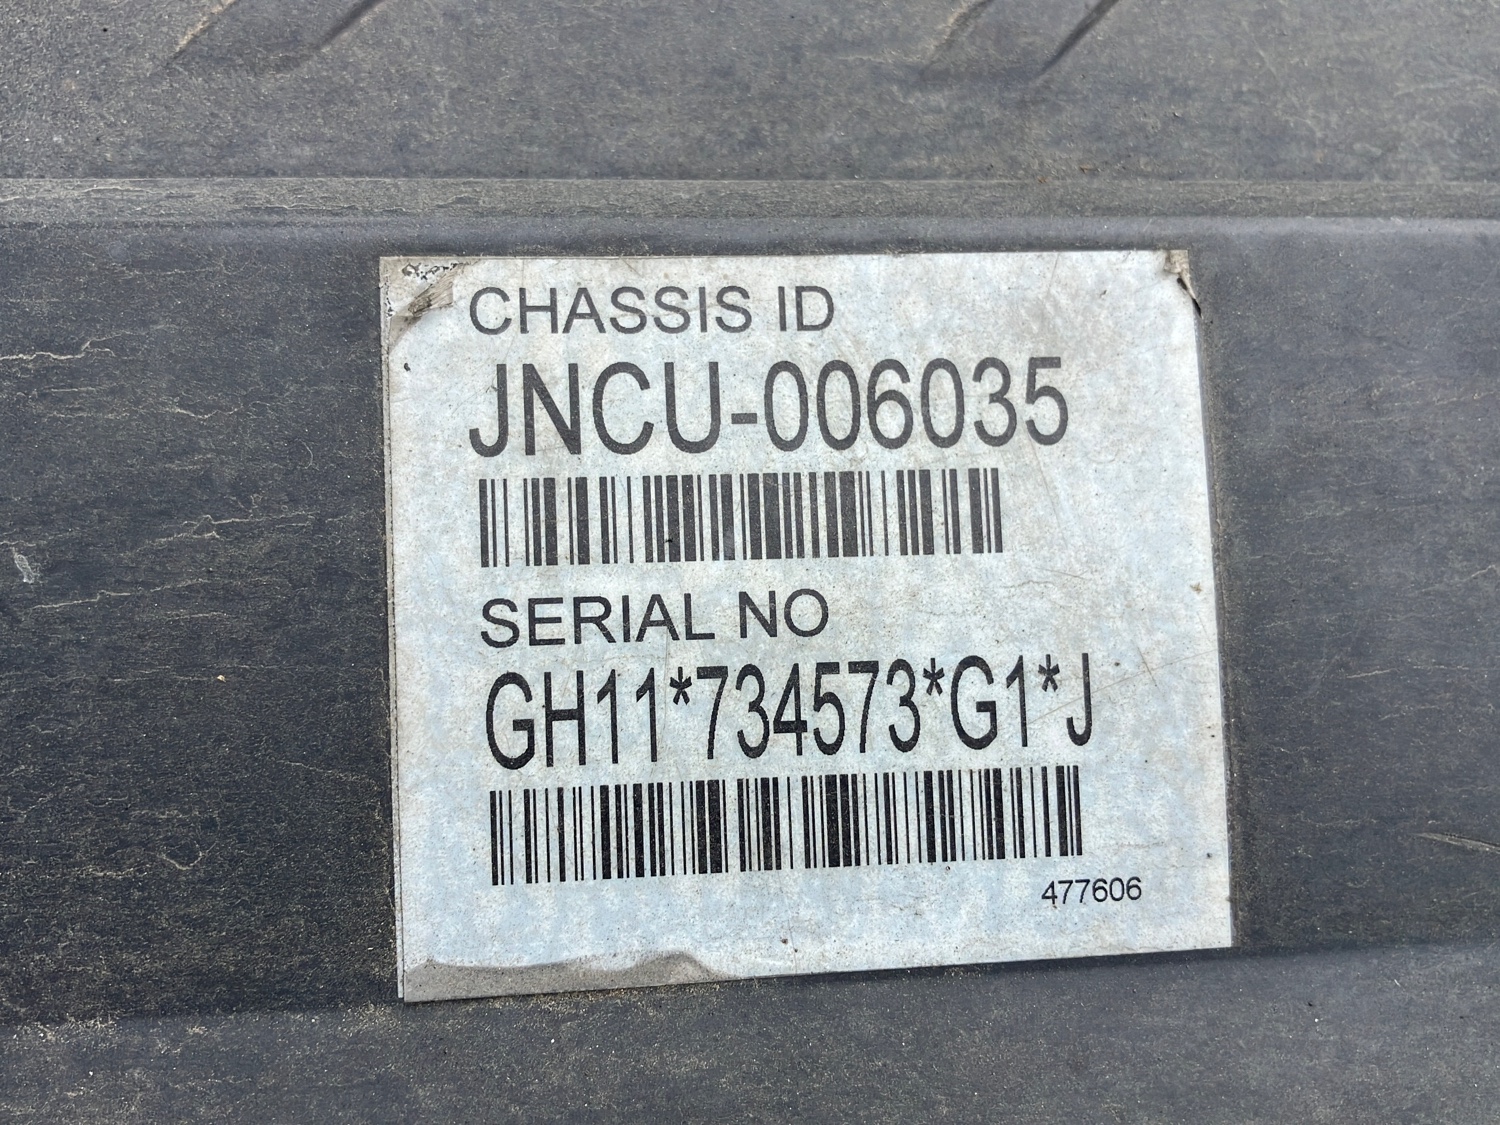 CHASSIS ID
JNCU-006035
SERIAL NO
GH11*734573*G1*J
477606